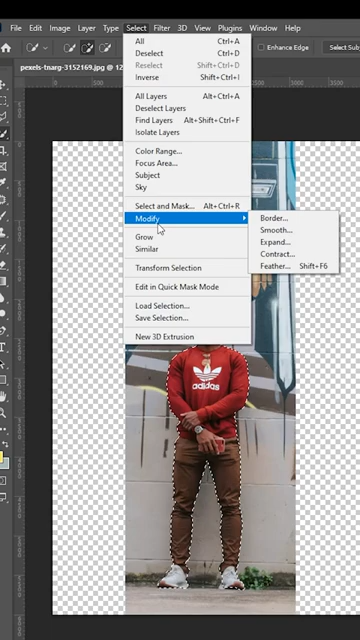 File Edit Image Layer Type Select Filter 3D View Plugins Window Help
Enhance Edge Select Subj
pexels-tnarg-3152169.jpg @ 12
All Ctrl+A
Deselect Ctrl+D
Reselect Shift+Ctrl+D
Inverse Shift+Ctrl+I
All Layers Alt+Ctrl+A
Deselect Layers
Find Layers Alt+Shift+Ctrl+F
Isolate Layers
Color Range...
Focus Area...
Subject
Sky
Select and Mask... Alt+Ctrl+R
Modify
Grow
Similar
Transform Selection
Edit in Quick Mask Mode
Load Selection...
Save Selection...
New 3D Extrusion
Border...
Smooth...
Expand...
Contract...
Feather... Shift+F6
adidas